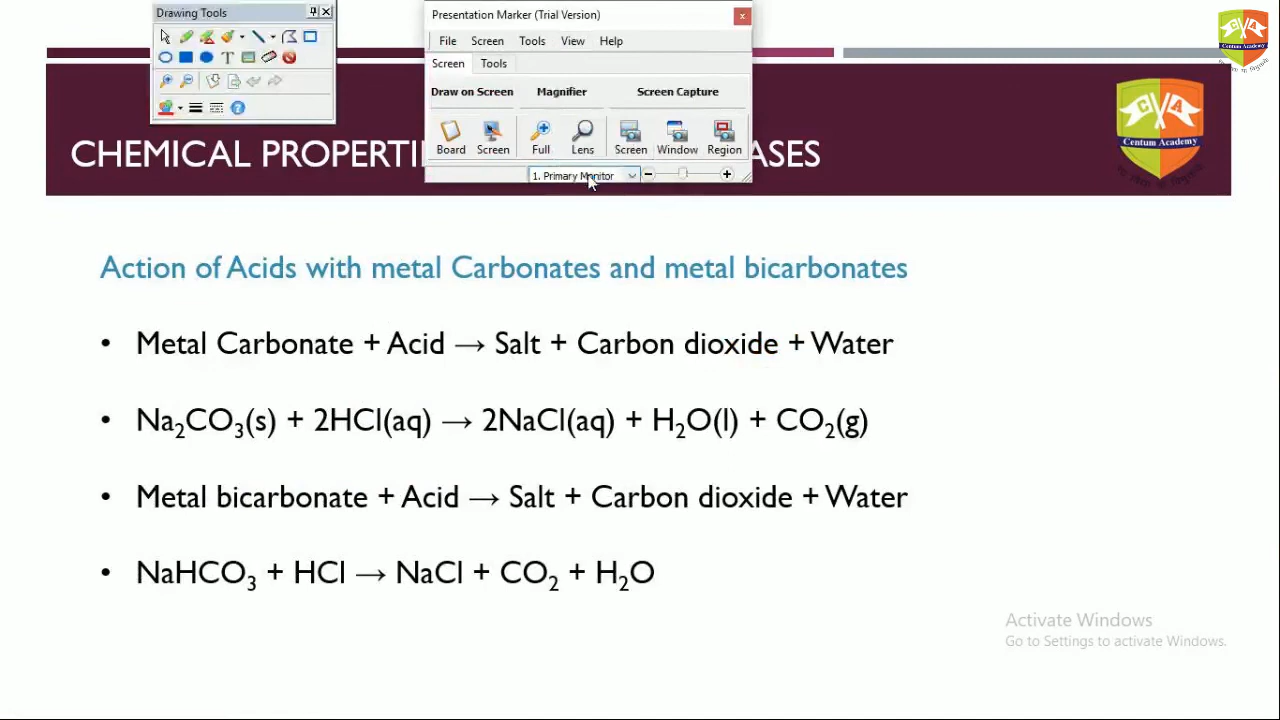 Drawing Tools
Presentation Marker (Trial Version)
File Screen Tools View Help
Screen Tools
Draw on Screen Magnifier Screen Capture
Board Screen Full Lens Screen Window Region
1. Primary Monitor
C A
Centum Academy
CHEMICAL PROPERTI
ASES
C A
Centum Academy
Action of Acids with metal Carbonates and metal bicarbonates
• Metal Carbonate + Acid → Salt + Carbon dioxide + Water
• Na₂CO₃(s) + 2HCl(aq) → 2NaCl(aq) + H₂O(l) + CO₂(g)
• Metal bicarbonate + Acid → Salt + Carbon dioxide + Water
• NaHCO₃ + HCl → NaCl + CO₂ + H₂O
Activate Windows
Go to Settings to activate Windows.